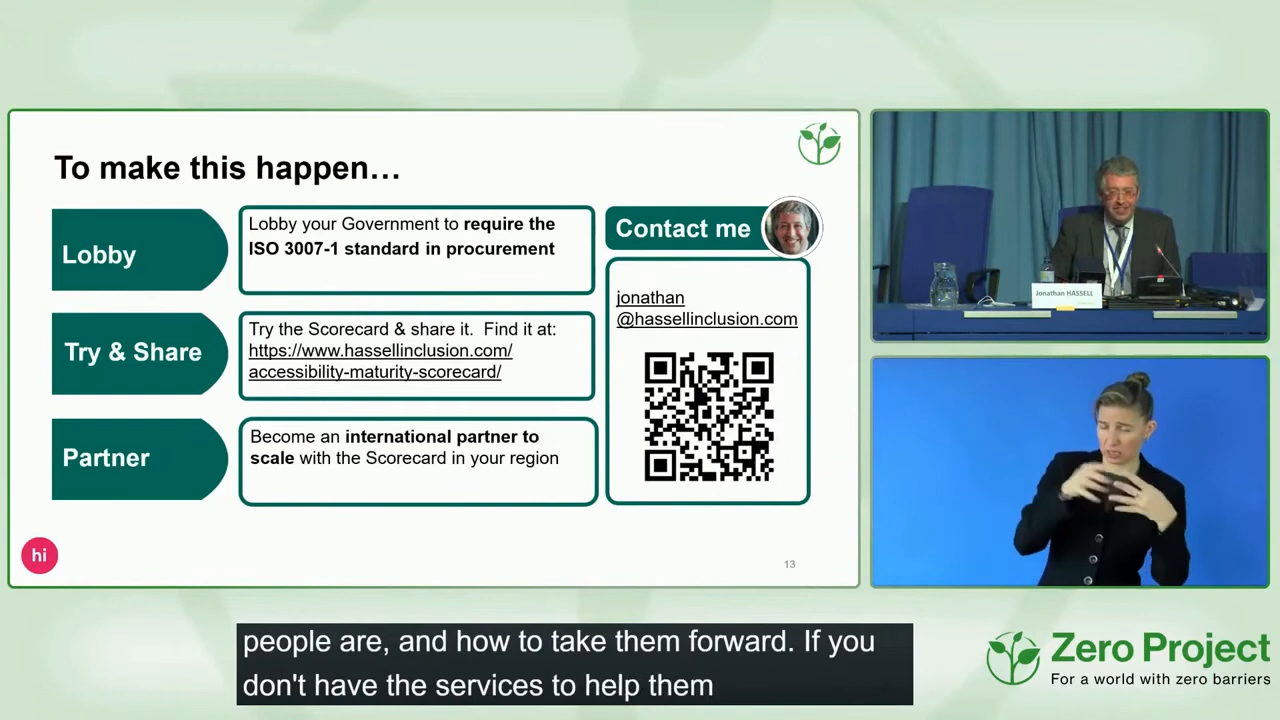 To make this happen…
Lobby
Lobby your Government to require the
ISO 3007-1 standard in procurement
Try & Share
Try the Scorecard & share it.  Find it at:
https://www.hassellinclusion.com/
accessibility-maturity-scorecard/
Partner
Become an international partner to
scale with the Scorecard in your region
Contact me
jonathan
@hassellinclusion.com
hi
13
Jonathan HASSELL
people are, and how to take them forward. If you
don't have the services to help them
Zero Project
For a world with zero barriers